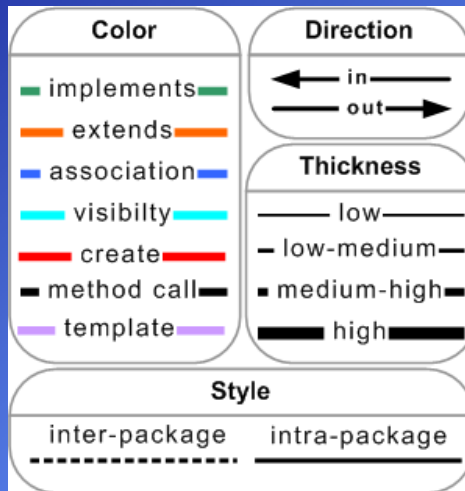 Color
implements
extends
association
visibilty
create
method call
template
Direction
in
out
Thickness
low
low-medium
medium-high
high
Style
inter-package intra-package